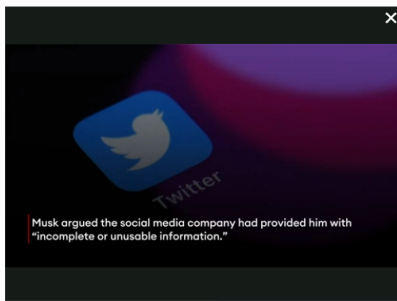 Twitter
Musk argued the social media company had provided him with
“incomplete or unusable information.”